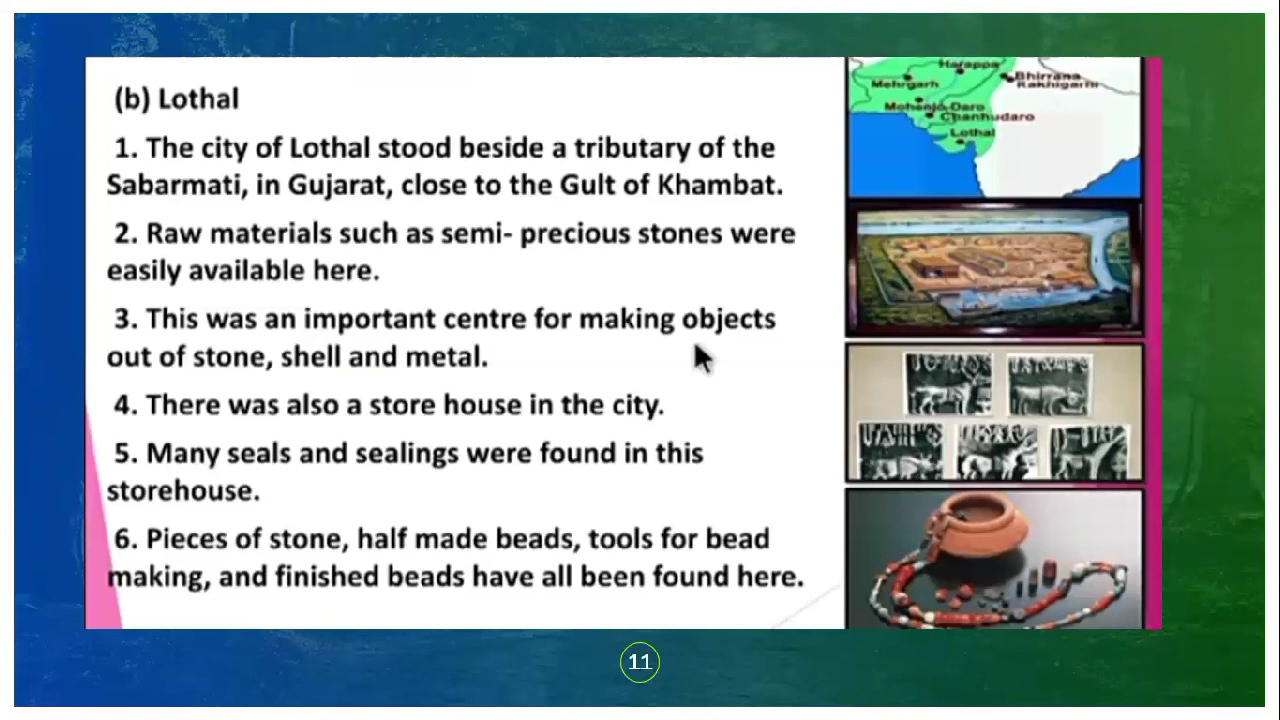 (b) Lothal
1. The city of Lothal stood beside a tributary of the
Sabarmati, in Gujarat, close to the Gult of Khambat.
2. Raw materials such as semi- precious stones were
easily available here.
3. This was an important centre for making objects
out of stone, shell and metal.
4. There was also a store house in the city.
5. Many seals and sealings were found in this
storehouse.
6. Pieces of stone, half made beads, tools for bead
making, and finished beads have all been found here.
Harappa
Mehrgarh
Bhirrana
Rakhigarhi
Mohenjo-Daro
Chanhudaro
Lothal
11